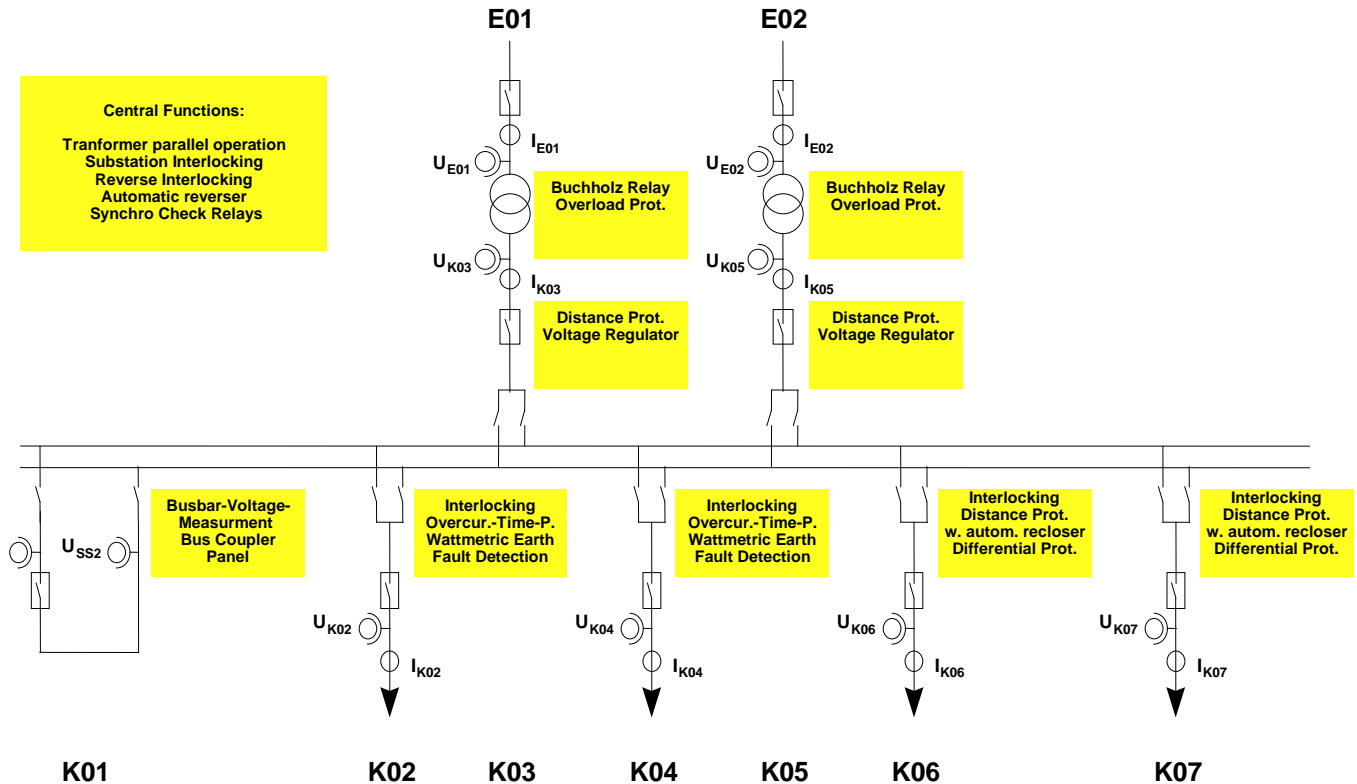 E01
E02
Central Functions:
Tranformer parallel operation
Substation Interlocking
Reverse Interlocking
Automatic reverser
Synchro Check Relays
I_E01
U_E01
I_E02
U_E02
Buchholz Relay
Overload Prot.
Buchholz Relay
Overload Prot.
U_K03
I_K03
U_K05
I_K05
Distance Prot.
Voltage Regulator
Distance Prot.
Voltage Regulator
Busbar-Voltage-
Measurment
Bus Coupler
Panel
U_SS2
Interlocking
Overcur.-Time-P.
Wattmetric Earth
Fault Detection
Interlocking
Overcur.-Time-P.
Wattmetric Earth
Fault Detection
Interlocking
Distance Prot.
w. autom. recloser
Differential Prot.
Interlocking
Distance Prot.
w. autom. recloser
Differential Prot.
U_K02
I_K02
U_K04
I_K04
U_K06
I_K06
U_K07
I_K07
K01
K02
K03
K04
K05
K06
K07